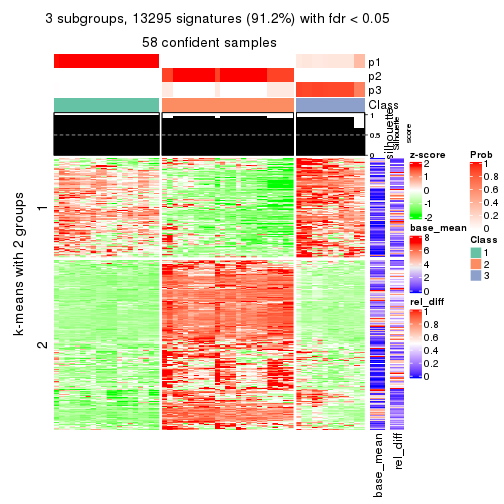 3 subgroups, 13295 signatures (91.2%) with fdr < 0.05
58 confident samples
p1
p2
p3
Class
1
0.5
0
silhouette
Silhouette
score
k-means with 2 groups
1
2
base_mean
rel_diff
z-score
2
1
0
-1
-2
base_mean
8
6
4
2
0
rel_diff
1
0.8
0.6
0.4
0.2
0
Prob
1
0.8
0.6
0.4
0.2
0
Class
1
2
3